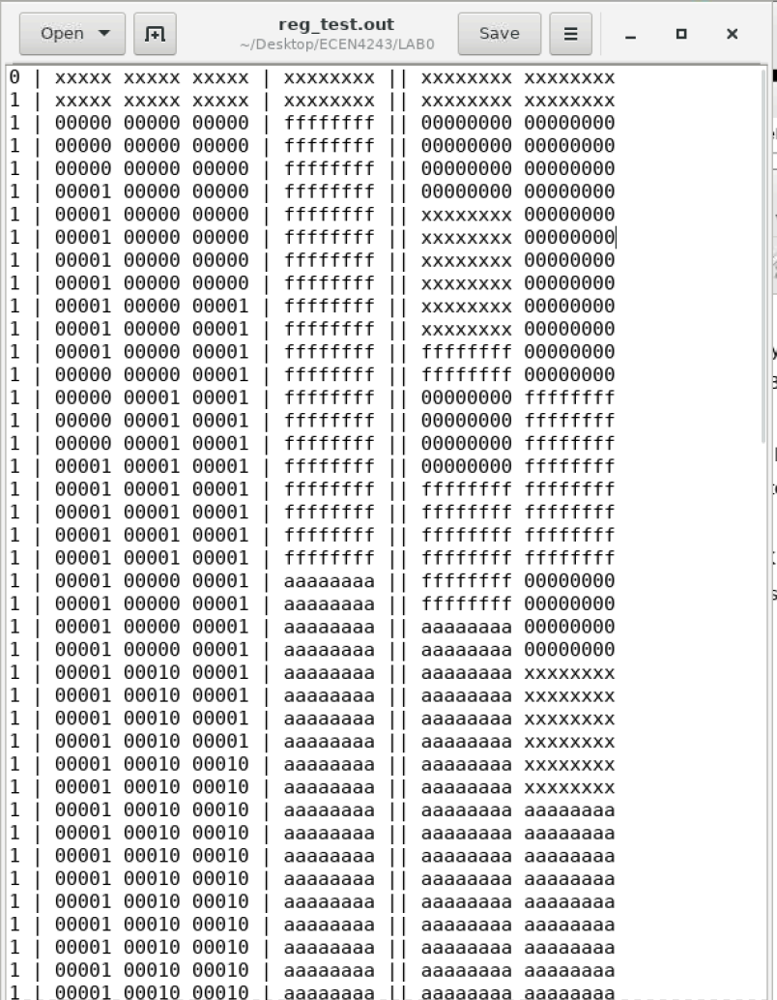 Open
reg_test.out
~/Desktop/ECEN4243/LAB0
Save
0 | xxxxx xxxxx xxxxx | xxxxxxxx || xxxxxxxx xxxxxxxx
1 | xxxxx xxxxx xxxxx | xxxxxxxx || xxxxxxxx xxxxxxxx
1 | 00000 00000 00000 | ffffffff || 00000000 00000000
1 | 00000 00000 00000 | ffffffff || 00000000 00000000
1 | 00000 00000 00000 | ffffffff || 00000000 00000000
1 | 00001 00000 00000 | ffffffff || 00000000 00000000
1 | 00001 00000 00000 | ffffffff || xxxxxxxx 00000000
1 | 00001 00000 00000 | ffffffff || xxxxxxxx 00000000
1 | 00001 00000 00000 | ffffffff || xxxxxxxx 00000000
1 | 00001 00000 00000 | ffffffff || xxxxxxxx 00000000
1 | 00001 00000 00001 | ffffffff || xxxxxxxx 00000000
1 | 00001 00000 00001 | ffffffff || xxxxxxxx 00000000
1 | 00001 00000 00001 | ffffffff || ffffffff 00000000
1 | 00000 00000 00001 | ffffffff || ffffffff 00000000
1 | 00000 00001 00001 | ffffffff || 00000000 ffffffff
1 | 00000 00001 00001 | ffffffff || 00000000 ffffffff
1 | 00000 00001 00001 | ffffffff || 00000000 ffffffff
1 | 00001 00001 00001 | ffffffff || 00000000 ffffffff
1 | 00001 00001 00001 | ffffffff || ffffffff ffffffff
1 | 00001 00001 00001 | ffffffff || ffffffff ffffffff
1 | 00001 00001 00001 | ffffffff || ffffffff ffffffff
1 | 00001 00001 00001 | ffffffff || ffffffff ffffffff
1 | 00001 00000 00001 | aaaaaaaa || ffffffff 00000000
1 | 00001 00000 00001 | aaaaaaaa || ffffffff 00000000
1 | 00001 00000 00001 | aaaaaaaa || aaaaaaaa 00000000
1 | 00001 00000 00001 | aaaaaaaa || aaaaaaaa 00000000
1 | 00001 00010 00001 | aaaaaaaa || aaaaaaaa xxxxxxxx
1 | 00001 00010 00001 | aaaaaaaa || aaaaaaaa xxxxxxxx
1 | 00001 00010 00001 | aaaaaaaa || aaaaaaaa xxxxxxxx
1 | 00001 00010 00001 | aaaaaaaa || aaaaaaaa xxxxxxxx
1 | 00001 00010 00010 | aaaaaaaa || aaaaaaaa xxxxxxxx
1 | 00001 00010 00010 | aaaaaaaa || aaaaaaaa xxxxxxxx
1 | 00001 00010 00010 | aaaaaaaa || aaaaaaaa aaaaaaaa
1 | 00001 00010 00010 | aaaaaaaa || aaaaaaaa aaaaaaaa
1 | 00001 00010 00010 | aaaaaaaa || aaaaaaaa aaaaaaaa
1 | 00001 00010 00010 | aaaaaaaa || aaaaaaaa aaaaaaaa
1 | 00001 00010 00010 | aaaaaaaa || aaaaaaaa aaaaaaaa
1 | 00001 00010 00010 | aaaaaaaa || aaaaaaaa aaaaaaaa
1 | 00001 00010 00010 | aaaaaaaa || aaaaaaaa aaaaaaaa
1 | 00001 00010 00010 | aaaaaaaa || aaaaaaaa aaaaaaaa
1 | 00001 00010 00010 | aaaaaaaa || aaaaaaaa aaaaaaaa